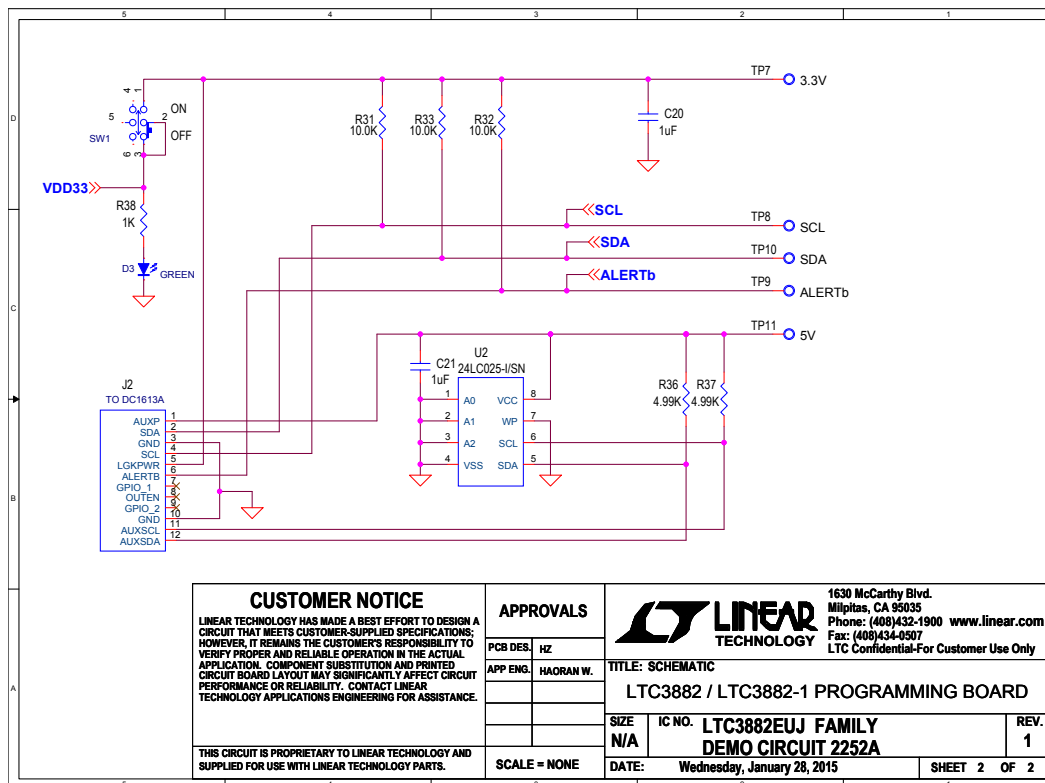 5 4 3 2 1
D
C
B
A
TP7
3.3V
4
1
ON
5
2
OFF
SW1
6
3
R31
10.0K
R33
10.0K
R32
10.0K
C20
1uF
VDD33
R38
1K
D3
GREEN
SCL
TP8
SCL
SDA
TP10
SDA
ALERTb
TP9
ALERTb
TP11
5V
C21
1uF
U2
24LC025-I/SN
1 A0 VCC 8
2 A1 WP 7
3 A2 SCL 6
4 VSS SDA 5
R36
4.99K
R37
4.99K
J2
TO DC1613A
AUXP 1
SDA 2
GND 3
SCL 4
LGKPWR 5
ALERTB 6
GPIO_1 7
OUTEN 8
GPIO_2 9
GND 10
AUXSCL 11
AUXSDA 12
CUSTOMER NOTICE
LINEAR TECHNOLOGY HAS MADE A BEST EFFORT TO DESIGN A
CIRCUIT THAT MEETS CUSTOMER-SUPPLIED SPECIFICATIONS;
HOWEVER, IT REMAINS THE CUSTOMER'S RESPONSIBILITY TO
VERIFY PROPER AND RELIABLE OPERATION IN THE ACTUAL
APPLICATION. COMPONENT SUBSTITUTION AND PRINTED
CIRCUIT BOARD LAYOUT MAY SIGNIFICANTLY AFFECT CIRCUIT
PERFORMANCE OR RELIABILITY. CONTACT LINEAR
TECHNOLOGY APPLICATIONS ENGINEERING FOR ASSISTANCE.
THIS CIRCUIT IS PROPRIETARY TO LINEAR TECHNOLOGY AND
SUPPLIED FOR USE WITH LINEAR TECHNOLOGY PARTS.
APPROVALS
PCB DES. HZ
APP ENG. HAORAN W.
SCALE = NONE
LINEAR
TECHNOLOGY
1630 McCarthy Blvd.
Milpitas, CA 95035
Phone: (408)432-1900 www.linear.com
Fax: (408)434-0507
LTC Confidential-For Customer Use Only
TITLE: SCHEMATIC
LTC3882 / LTC3882-1 PROGRAMMING BOARD
SIZE
N/A
IC NO. LTC3882EUJ FAMILY
DEMO CIRCUIT 2252A
REV.
1
DATE: Wednesday, January 28, 2015
SHEET 2 OF 2